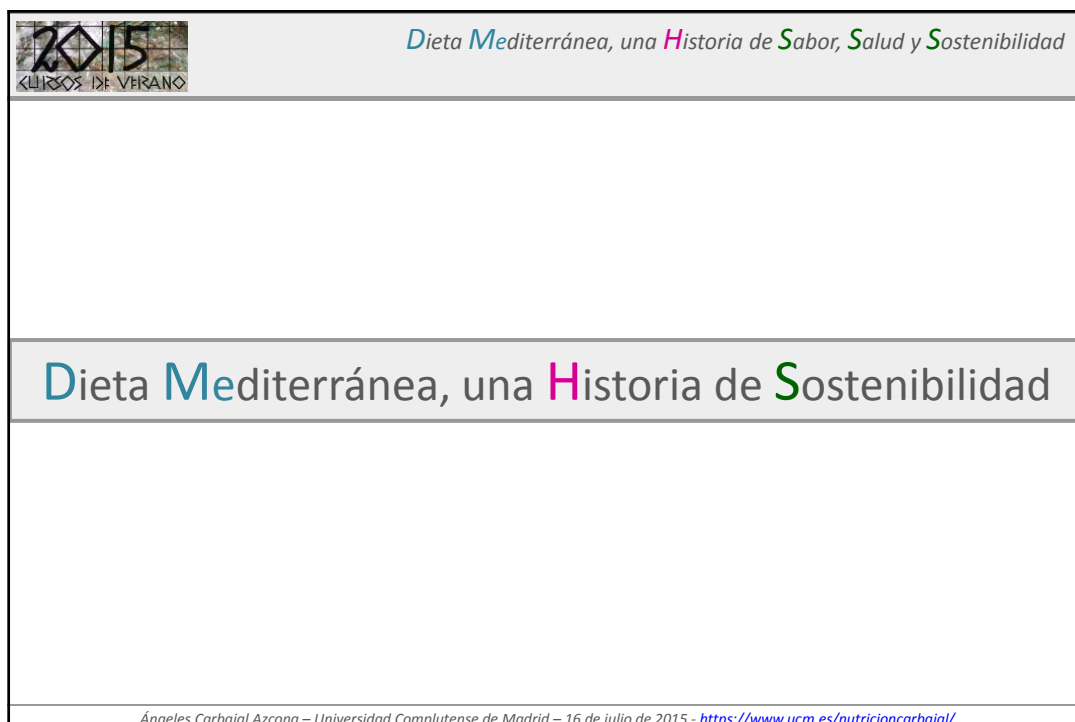 2015
CURSOS DE VERANO
Dieta Mediterránea, una Historia de Sabor, Salud y Sostenibilidad
Dieta Mediterránea, una Historia de Sostenibilidad
Ángeles Carbajal Azcona – Universidad Complutense de Madrid – 16 de julio de 2015 - https://www.ucm.es/nutricioncarbajal/